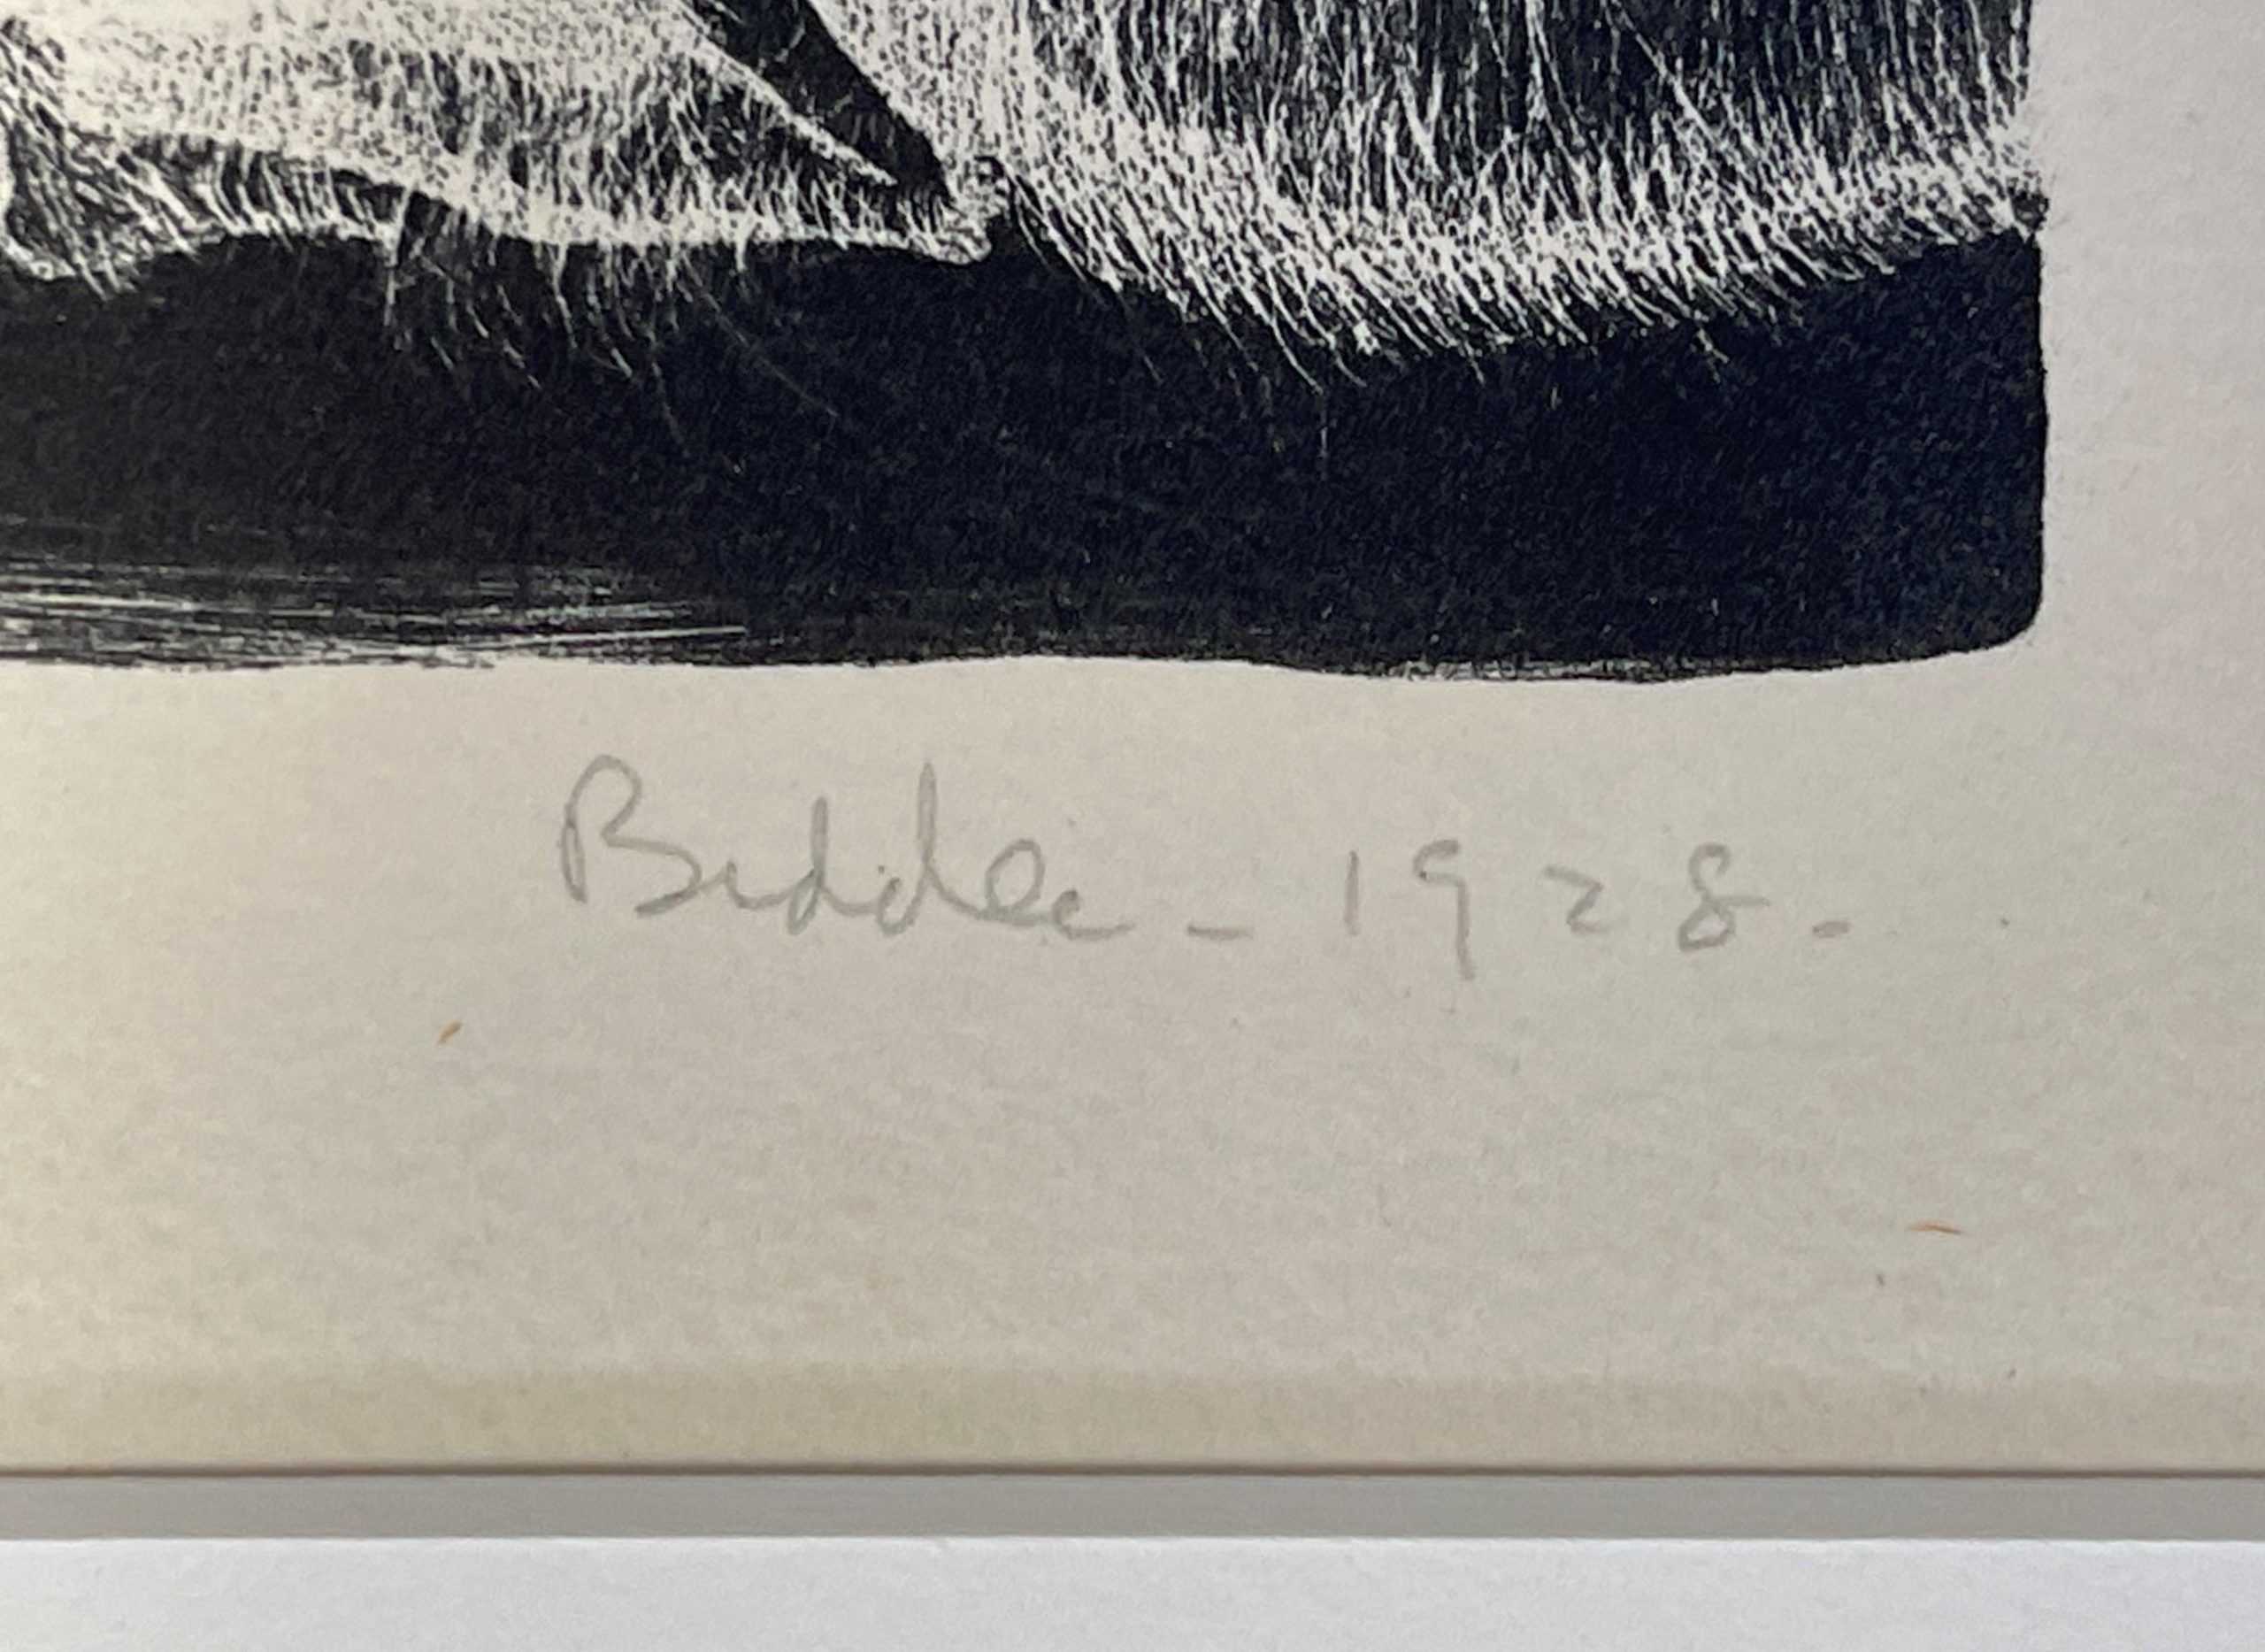 Biddle - 1928.